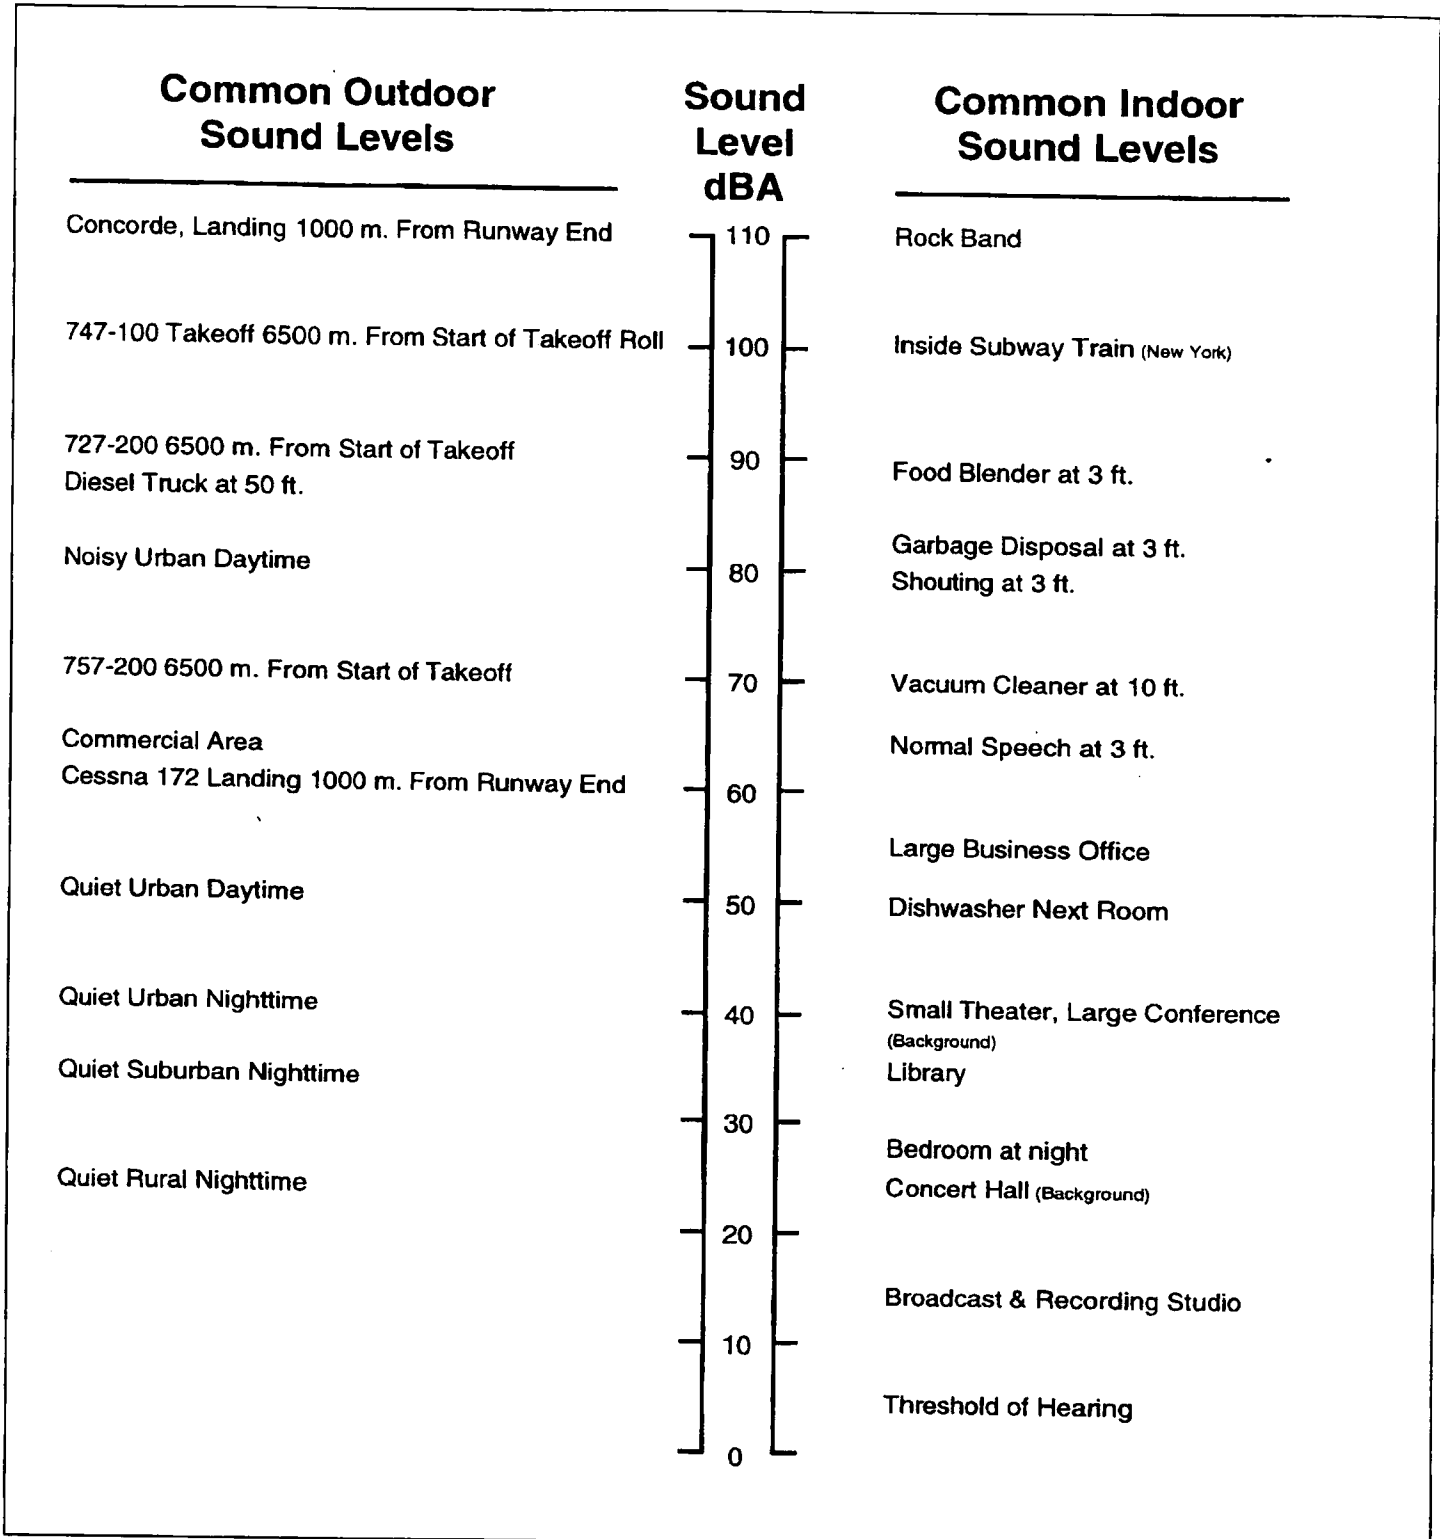 Common Outdoor
Sound Levels
Sound
Level
dBA
Common Indoor
Sound Levels
Concorde, Landing 1000 m. From Runway End
110
Rock Band
747-100 Takeoff 6500 m. From Start of Takeoff Roll
100
Inside Subway Train (New York)
727-200 6500 m. From Start of Takeoff
90
Diesel Truck at 50 ft.
Food Blender at 3 ft.
Noisy Urban Daytime
80
Garbage Disposal at 3 ft.
Shouting at 3 ft.
757-200 6500 m. From Start of Takeoff
70
Vacuum Cleaner at 10 ft.
Commercial Area
Normal Speech at 3 ft.
Cessna 172 Landing 1000 m. From Runway End
60
Large Business Office
Quiet Urban Daytime
50
Dishwasher Next Room
Quiet Urban Nighttime
40
Small Theater, Large Conference
(Background)
Quiet Suburban Nighttime
Library
30
Bedroom at night
Quiet Rural Nighttime
Concert Hall (Background)
20
Broadcast & Recording Studio
10
Threshold of Hearing
0